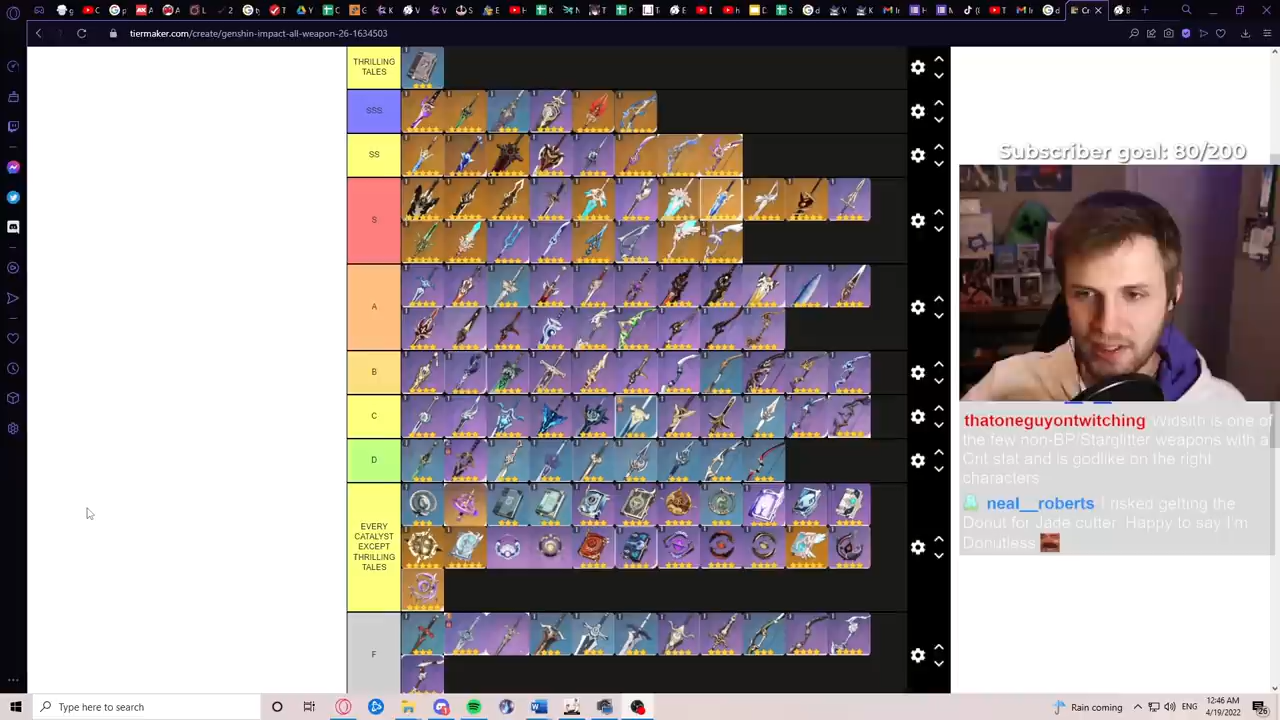 tiermaker.com/create/genshin-impact-all-weapon-26-1634503
THRILLING
TALES
SSS
SS
S
A
B
C
D
EVERY
CATALYST
EXCEPT
THRILLING
TALES
F
Subscriber goal: 80/200
thatoneguyontwitching Widsith is one of
the few non-BP/Starglitter weapons with a
Crit stat and is godlike on the right
characters
neal__roberts I risked getting the
Donut for Jade cutter. Happy to say I'm
Donutless
Type here to search
Rain coming
ENG
12:46 AM
4/19/2022